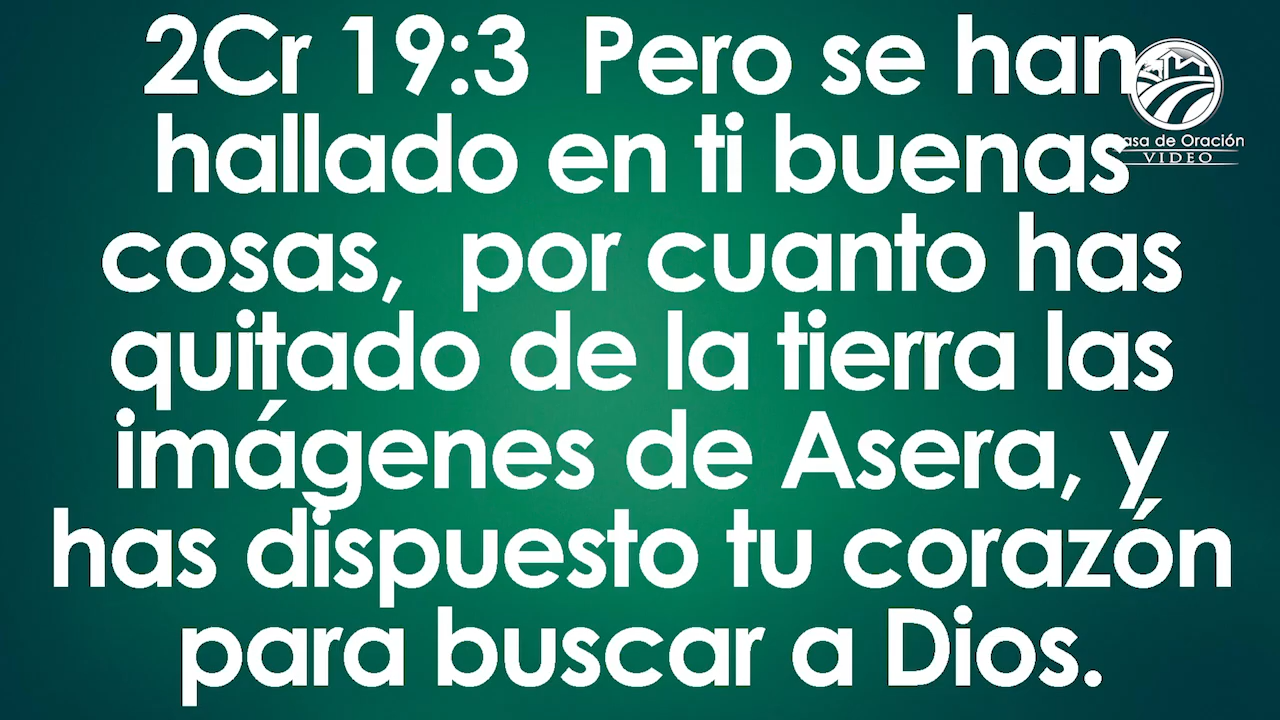 2Cr 19:3  Pero se han
hallado en ti buenas
cosas,  por cuanto has
quitado de la tierra las
imágenes de Asera, y
has dispuesto tu corazón
para buscar a Dios.
asa de Oración
VIDEO